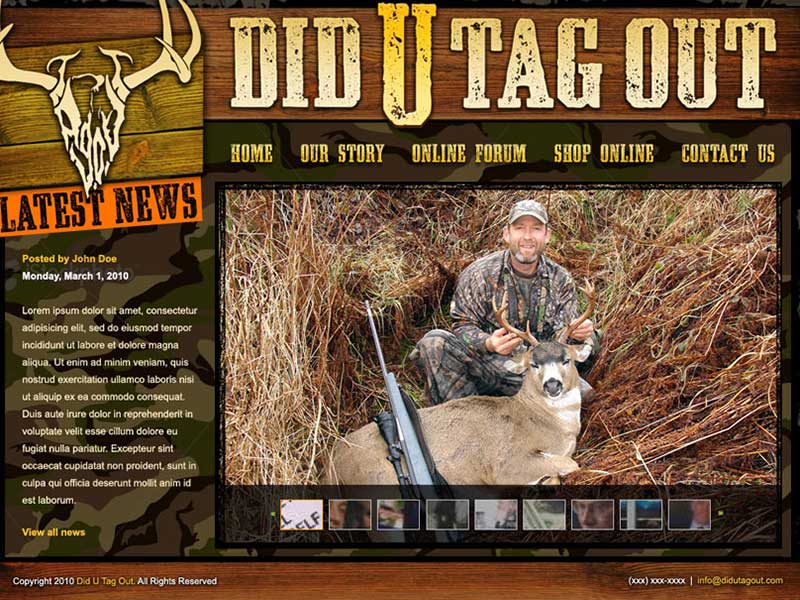 DID U TAG OUT
HOME OUR STORY ONLINE FORUM SHOP ONLINE CONTACT US
LATEST NEWS
Posted by John Doe
Monday, March 1, 2010
Lorem ipsum dolor sit amet, consectetur
adipisicing elit, sed do eiusmod tempor
incididunt ut labore et dolore magna
aliqua. Ut enim ad minim veniam, quis
nostrud exercitation ullamco laboris nisi
ut aliquip ex ea commodo consequat.
Duis aute irure dolor in reprehenderit in
voluptate velit esse cillum dolore eu
fugiat nulla pariatur. Excepteur sint
occaecat cupidatat non proident, sunt in
culpa qui officia deserunt mollit anim id
est laborum.
View all news
Copyright 2010 Did U Tag Out. All Rights Reserved
(xxx) xxx-xxxx | info@didutagout.com